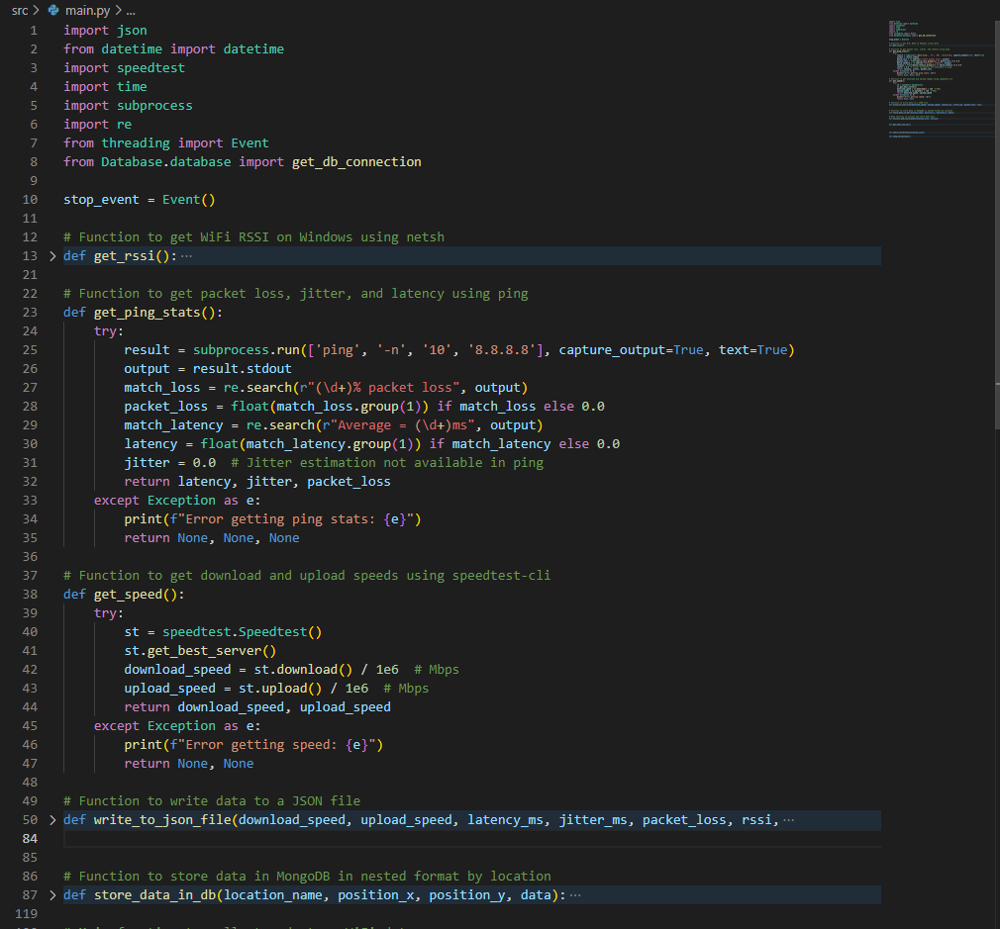 src > main.py > ...
1 import json
2 from datetime import datetime
3 import speedtest
4 import time
5 import subprocess
6 import re
7 from threading import Event
8 from Database.database import get_db_connection
9
10 stop_event = Event()
11
12 # Function to get WiFi RSSI on Windows using netsh
13 > def get_rssi(): ...
21
22 # Function to get packet loss, jitter, and latency using ping
23 def get_ping_stats():
24     try:
25         result = subprocess.run(['ping', '-n', '10', '8.8.8.8'], capture_output=True, text=True)
26         output = result.stdout
27         match_loss = re.search(r"(\d+)% packet loss", output)
28         packet_loss = float(match_loss.group(1)) if match_loss else 0.0
29         match_latency = re.search(r"Average = (\d+)ms", output)
30         latency = float(match_latency.group(1)) if match_latency else 0.0
31         jitter = 0.0  # Jitter estimation not available in ping
32         return latency, jitter, packet_loss
33     except Exception as e:
34         print(f"Error getting ping stats: {e}")
35         return None, None, None
36
37 # Function to get download and upload speeds using speedtest-cli
38 def get_speed():
39     try:
40         st = speedtest.Speedtest()
41         st.get_best_server()
42         download_speed = st.download() / 1e6  # Mbps
43         upload_speed = st.upload() / 1e6  # Mbps
44         return download_speed, upload_speed
45     except Exception as e:
46         print(f"Error getting speed: {e}")
47         return None, None
48
49 # Function to write data to a JSON file
50 > def write_to_json_file(download_speed, upload_speed, latency_ms, jitter_ms, packet_loss, rssi, ...
84
85
86 # Function to store data in MongoDB in nested format by location
87 > def store_data_in_db(location_name, position_x, position_y, data): ...
119